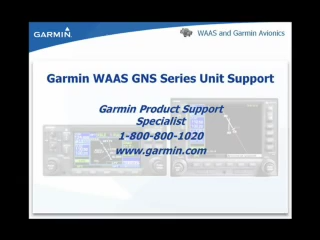 GARMIN
WAAS and Garmin Avionics
Garmin WAAS GNS Series Unit Support
Garmin Product Support
Specialist
1-800-800-1020
www.garmin.com